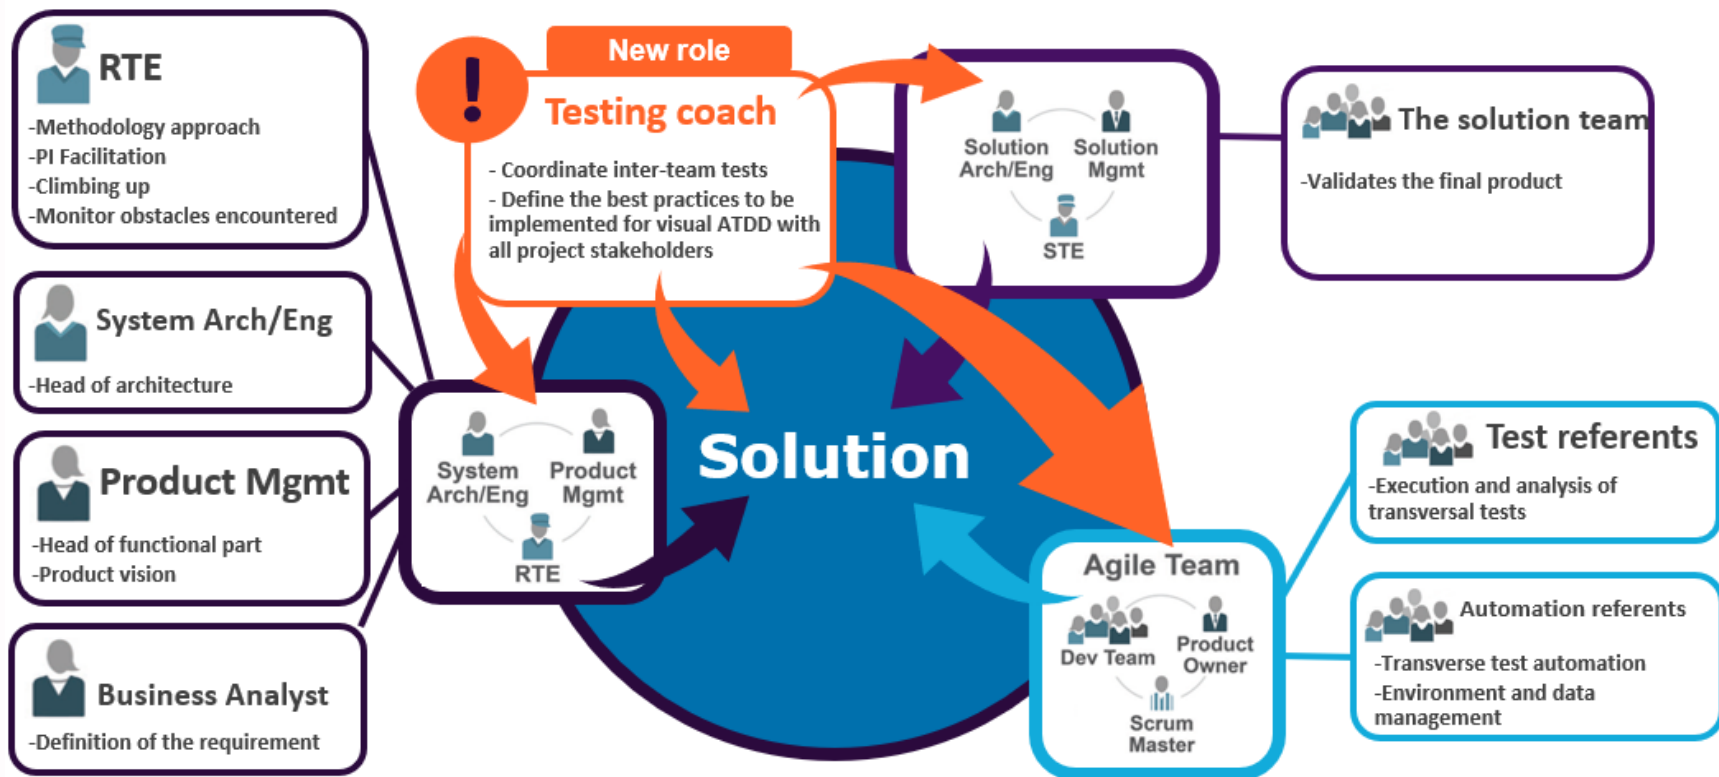 RTE
-Methodology approach
-PI Facilitation
-Climbing up
-Monitor obstacles encountered
System Arch/Eng
-Head of architecture
Product Mgmt
-Head of functional part
-Product vision
Business Analyst
-Definition of the requirement
!
New role
Testing coach
- Coordinate inter-team tests
- Define the best practices to be
implemented for visual ATDD with
all project stakeholders
Solution
Arch/Eng
Solution
Mgmt
STE
The solution team
-Validates the final product
System
Arch/Eng
Product
Mgmt
RTE
Solution
Agile Team
Dev Team
Product
Owner
Scrum
Master
Test referents
-Execution and analysis of
transversal tests
Automation referents
-Transverse test automation
-Environment and data
management